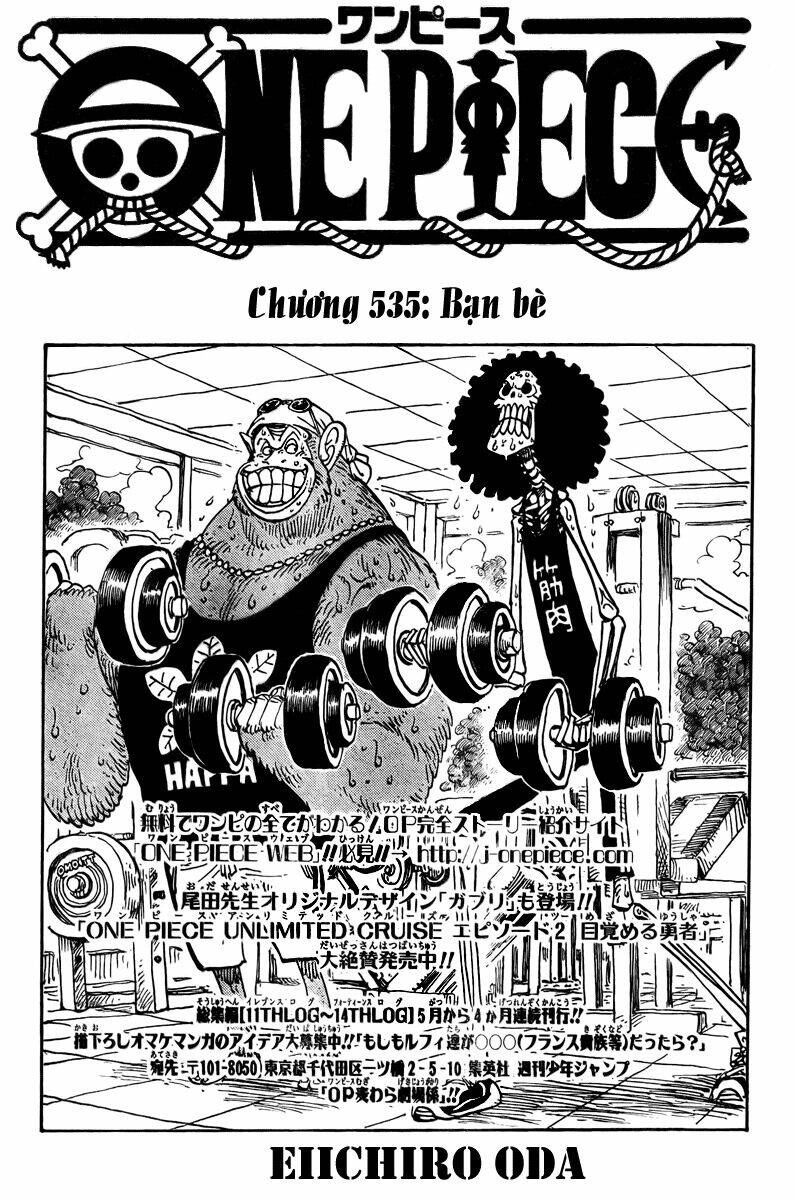 ワンピース
ONE PIECE
Chương 535: Bạn bè
筋肉
HAPPA
OMOITT
無料でワンピの全てがわかる!!OP完全ストーリー紹介サイト
「ONE PIECE WEB」!!必見!!→ http://j-onepiece.com
尾田先生オリジナルデザイン「ガブリ」も登場!!
「ONE PIECE UNLIMITED CRUISE エピソード2 目覚める勇者」
大絶賛発売中!!
総集編[11THLOG〜14THLOG]5月から4か月連続刊行!!
描下ろしオマケマンガのアイデア大募集中!!「もしもルフィ達が○○○(フランス貴族等)だったら?」
宛先:〒101-8050 東京都千代田区一ツ橋2-5-10 集英社 週刊少年ジャンプ
「OP麦わら劇場係」!!
EIICHIRO ODA